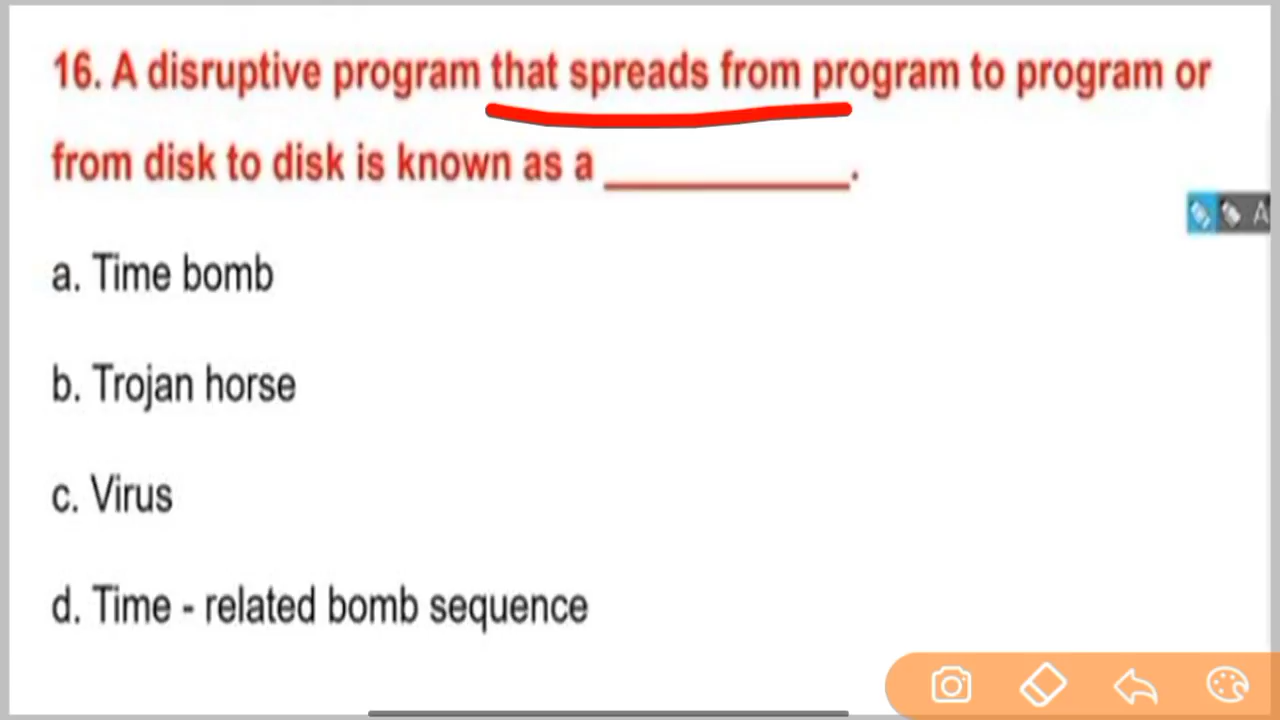 16. A disruptive program that spreads from program to program or
from disk to disk is known as a __________.
a. Time bomb
b. Trojan horse
c. Virus
d. Time - related bomb sequence
A